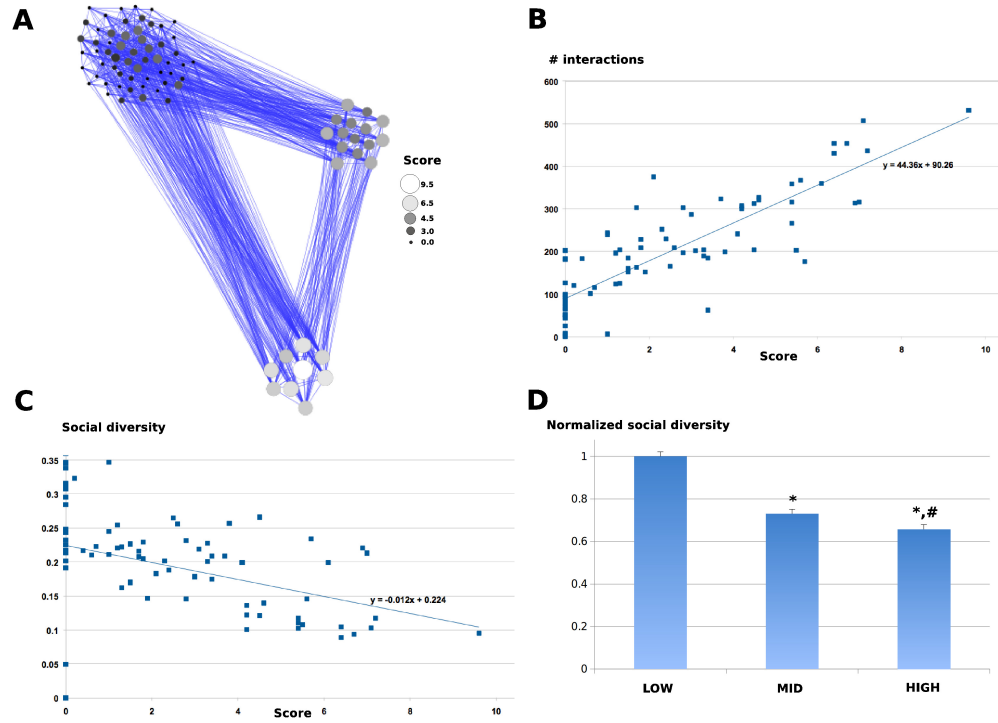 A
Score
9.5
6.5
4.5
3.0
0.0
B
# interactions
600
500
400
300
200
100
0
y = 44.36x + 90.26
0 2 4 6 8 10
Score
C
Social diversity
0.35
0.3
0.25
0.2
0.15
0.1
0.05
0
y = -0.012x + 0.224
0 2 4 6 8 10
Score
D
Normalized social diversity
1
0.8
0.6
0.4
0.2
0
*
*,#
LOW MID HIGH